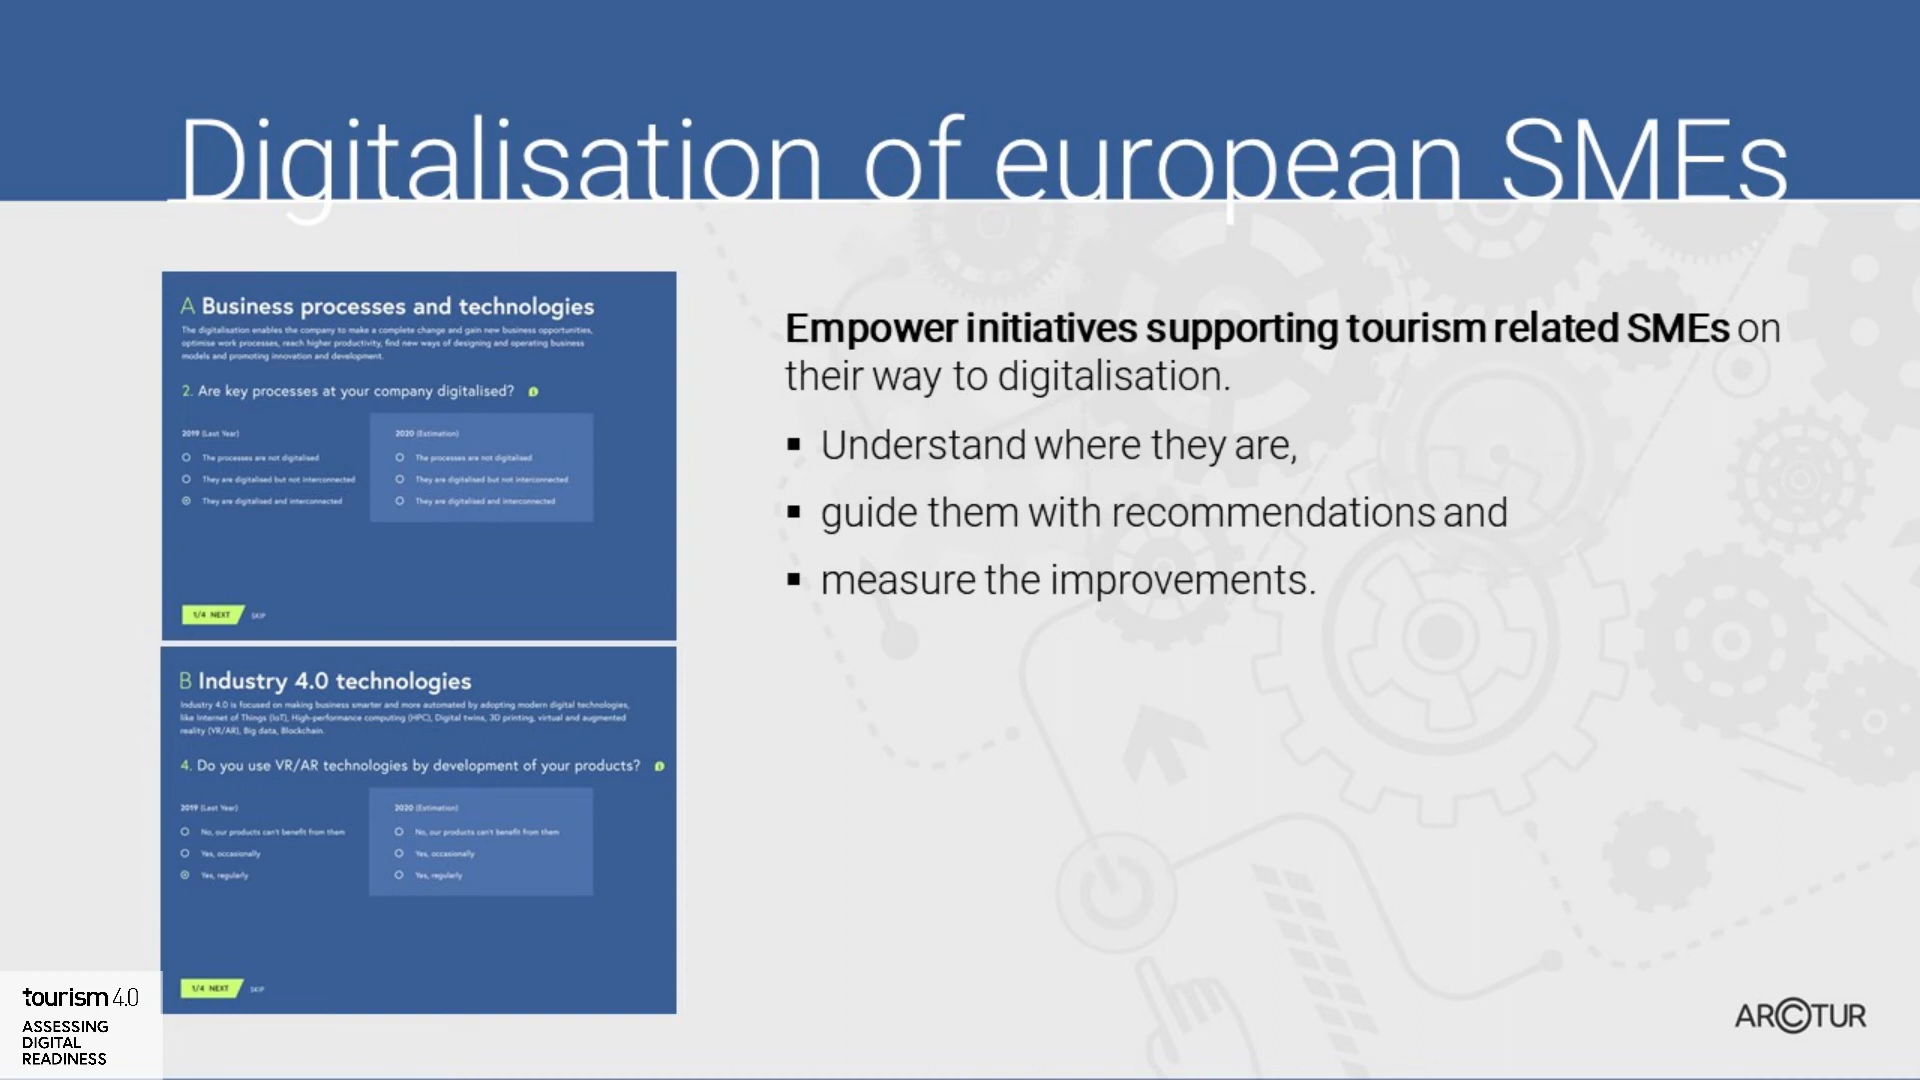 Digitalisation of european SMEs
A Business processes and technologies
The digitalisation enables the company to make a complete change and gain new business opportunities,
optimise work processes, reach higher productivity, find new ways of designing and operating business
models and promoting innovation and development.
2. Are key processes at your company digitalised?
2019 (Last Year)
The processes are not digitalised
They are digitalised but not interconnected
They are digitalised and interconnected
2020 (Estimation)
The processes are not digitalised
They are digitalised but not interconnected
They are digitalised and interconnected
1/4 NEXT SKIP
B Industry 4.0 technologies
Industry 4.0 is focused on making business smarter and more automated by adopting modern digital technologies,
like Internet of Things (IoT), High-performance computing (HPC), Digital twins, 3D printing, virtual and augmented
reality (VR/AR), Big data, Blockchain.
4. Do you use VR/AR technologies by development of your products?
2019 (Last Year)
No, our products can't benefit from them
Yes, occasionally
Yes, regularly
2020 (Estimation)
No, our products can't benefit from them
Yes, occasionally
Yes, regularly
1/4 NEXT SKIP
Empower initiatives supporting tourism related SMEs on
their way to digitalisation.
▪ Understand where they are,
▪ guide them with recommendations and
▪ measure the improvements.
tourism 4.0
ASSESSING
DIGITAL
READINESS
ARCTUR